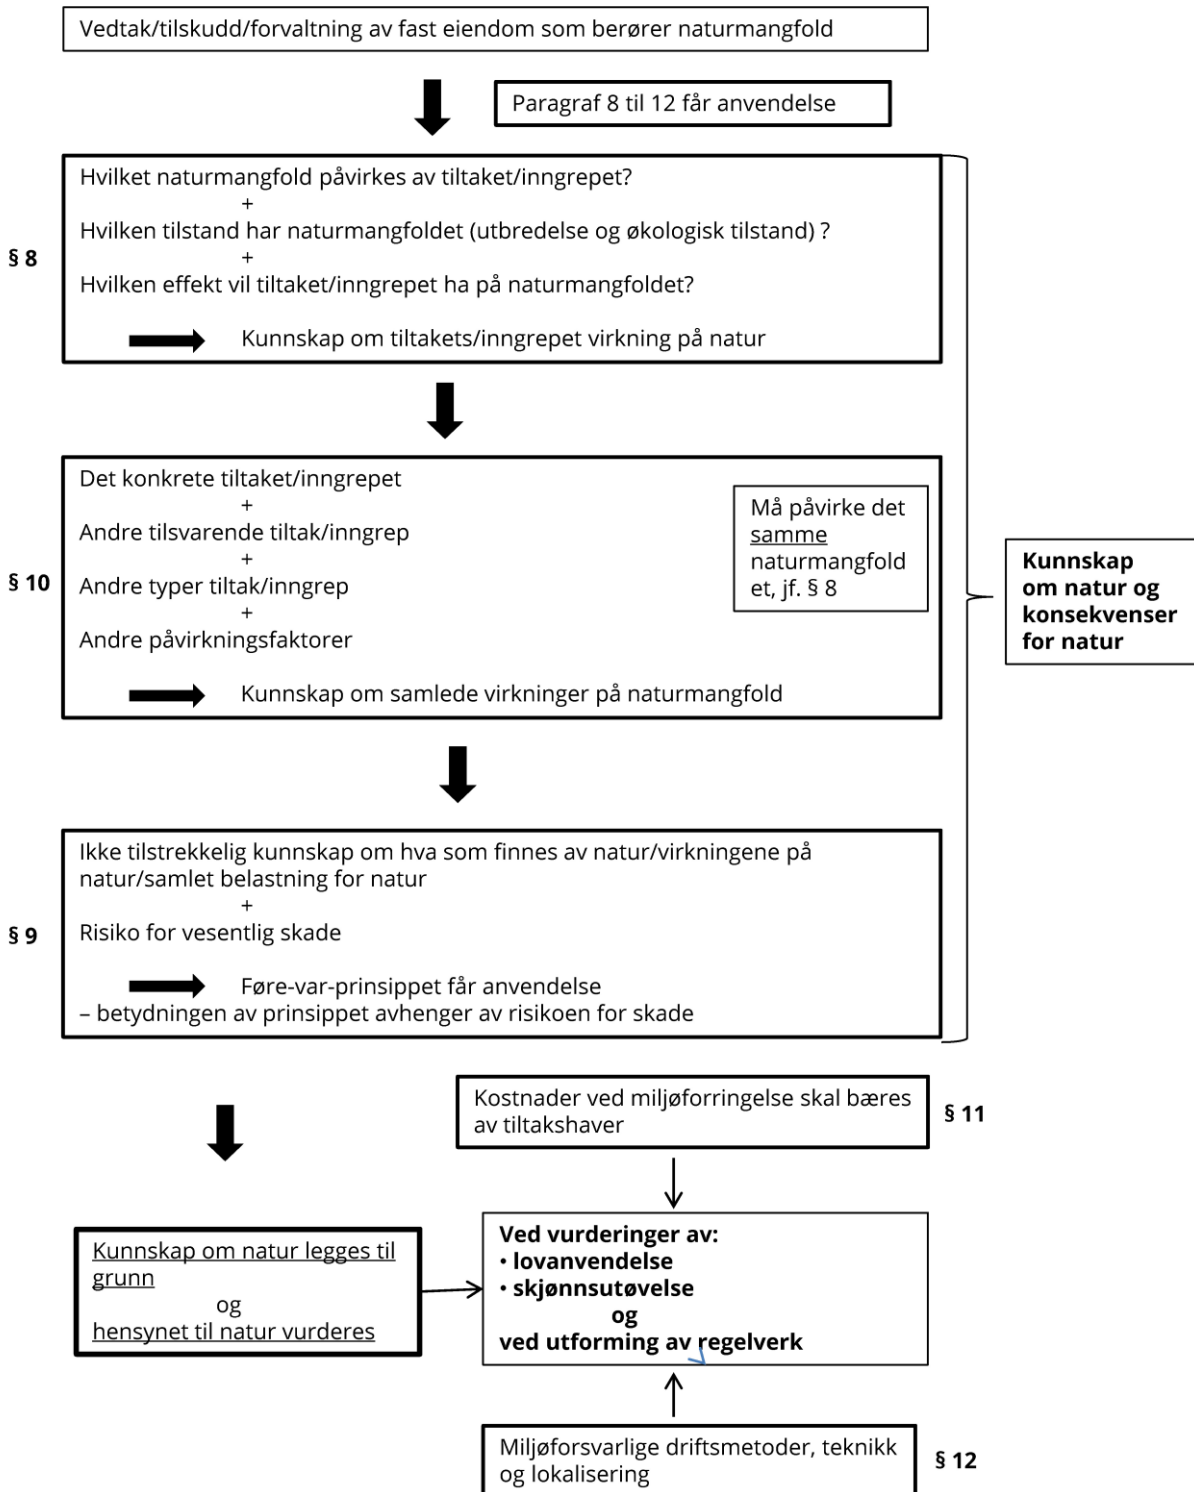 Vedtak/tilskudd/forvaltning av fast eiendom som berører naturmangfold
Paragraf 8 til 12 får anvendelse
§ 8
Hvilket naturmangfold påvirkes av tiltaket/inngrepet?
+
Hvilken tilstand har naturmangfoldet (utbredelse og økologisk tilstand) ?
+
Hvilken effekt vil tiltaket/inngrepet ha på naturmangfoldet?
Kunnskap om tiltakets/inngrepet virkning på natur
§ 10
Det konkrete tiltaket/inngrepet
+
Andre tilsvarende tiltak/inngrep
+
Andre typer tiltak/inngrep
+
Andre påvirkningsfaktorer
Kunnskap om samlede virkninger på naturmangfold
Må påvirke det
samme
naturmangfold
et, jf. § 8
Kunnskap
om natur og
konsekvenser
for natur
§ 9
Ikke tilstrekkelig kunnskap om hva som finnes av natur/virkningene på
natur/samlet belastning for natur
+
Risiko for vesentlig skade
Føre-var-prinsippet får anvendelse
– betydningen av prinsippet avhenger av risikoen for skade
Kostnader ved miljøforringelse skal bæres
av tiltakshaver
§ 11
Kunnskap om natur legges til
grunn
og
hensynet til natur vurderes
Ved vurderinger av:
• lovanvendelse
• skjønnsutøvelse
og
ved utforming av regelverk
Miljøforsvarlige driftsmetoder, teknikk
og lokalisering
§ 12